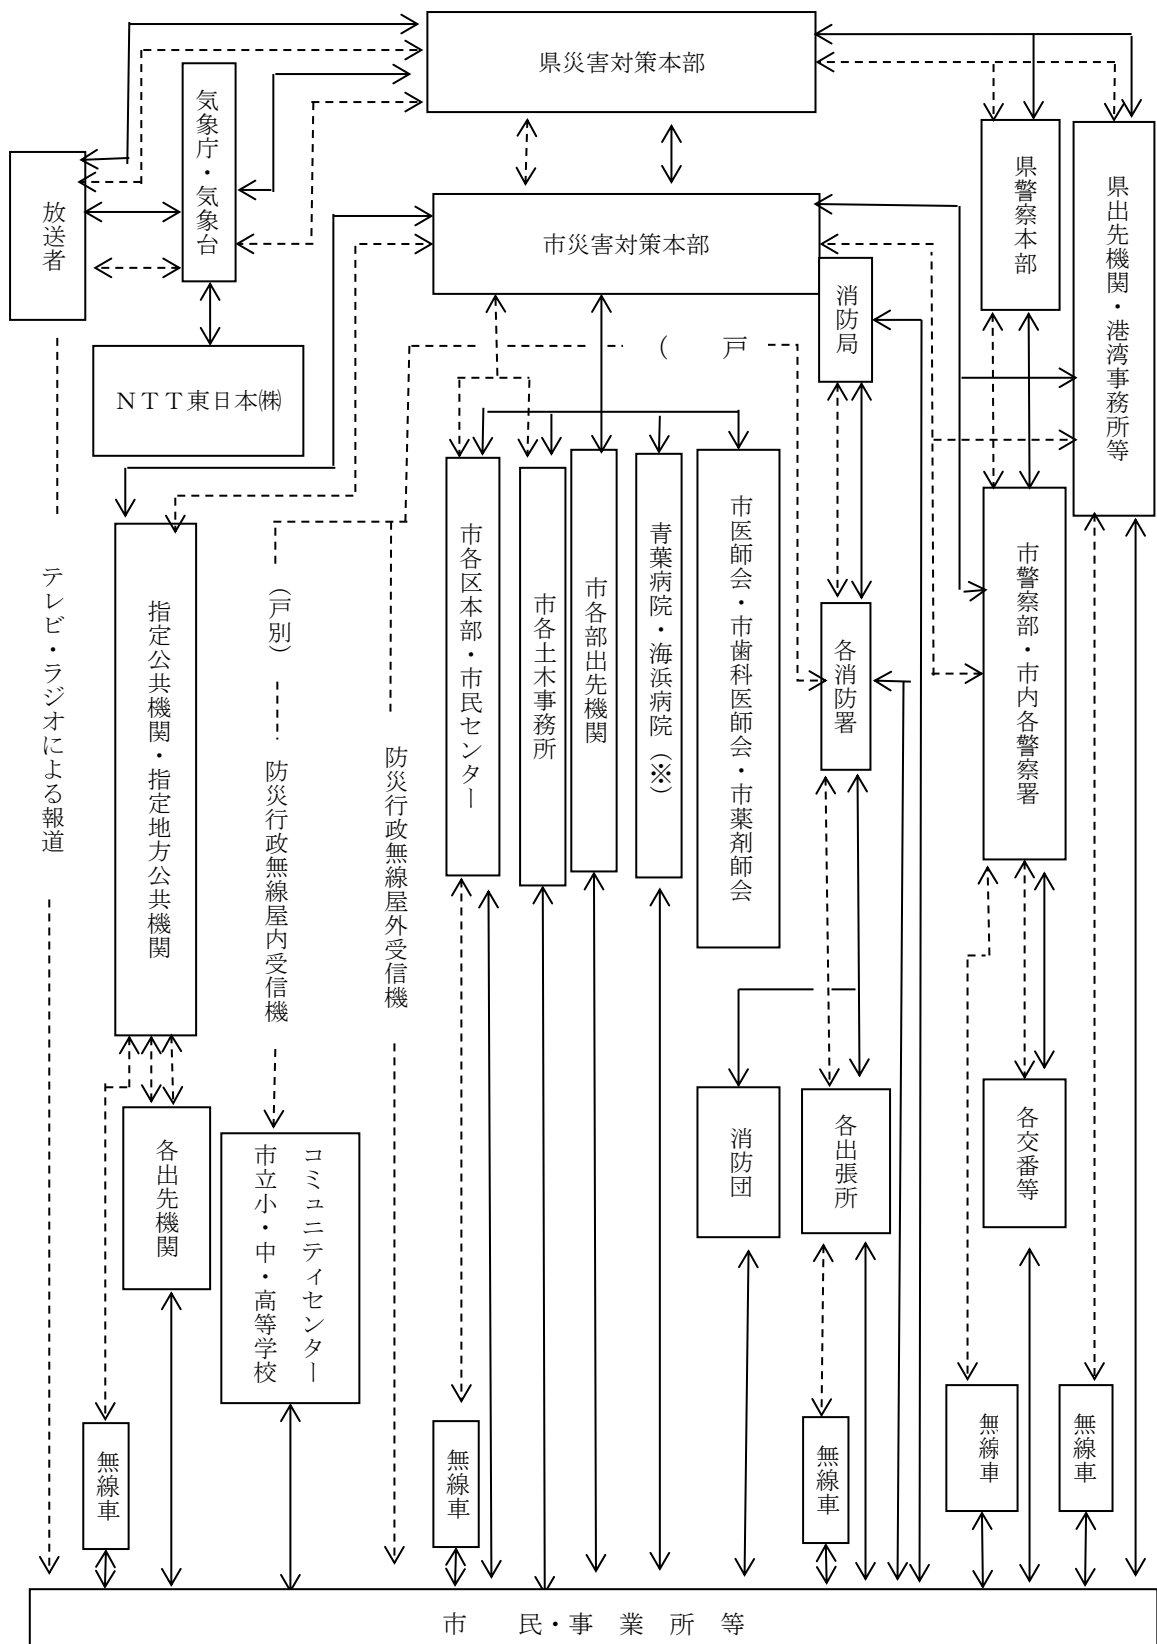 県災害対策本部
気象庁・気象台
放送者
県警察本部
県出先機関・港湾事務所等
市災害対策本部
消防局
(　戸
ＮＴＴ東日本㈱
テレビ・ラジオによる報道
指定公共機関・指定地方公共機関
(戸別)
防災行政無線屋内受信機
防災行政無線屋外受信機
市各区本部・市民センター
市各土木事務所
市各部出先機関
青葉病院・海浜病院（※）
市医師会・市歯科医師会・市薬剤師会
各消防署
市警察部・市内各警察署
各出先機関
コミュニティセンター
市立小・中・高等学校
消防団
各出張所
各交番等
無線車
無線車
無線車
無線車
無線車
市　民・事　業　所　等